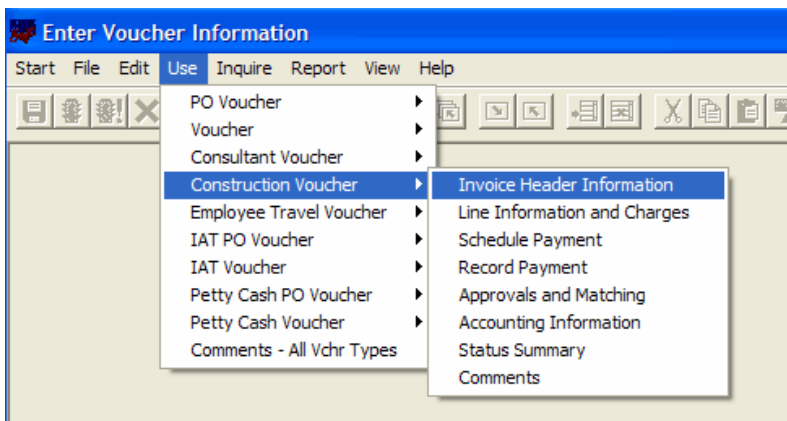 Enter Voucher Information
Start File Edit Use Inquire Report View Help
PO Voucher
Voucher
Consultant Voucher
Construction Voucher
Employee Travel Voucher
IAT PO Voucher
IAT Voucher
Petty Cash PO Voucher
Petty Cash Voucher
Comments - All Vchr Types
Invoice Header Information
Line Information and Charges
Schedule Payment
Record Payment
Approvals and Matching
Accounting Information
Status Summary
Comments